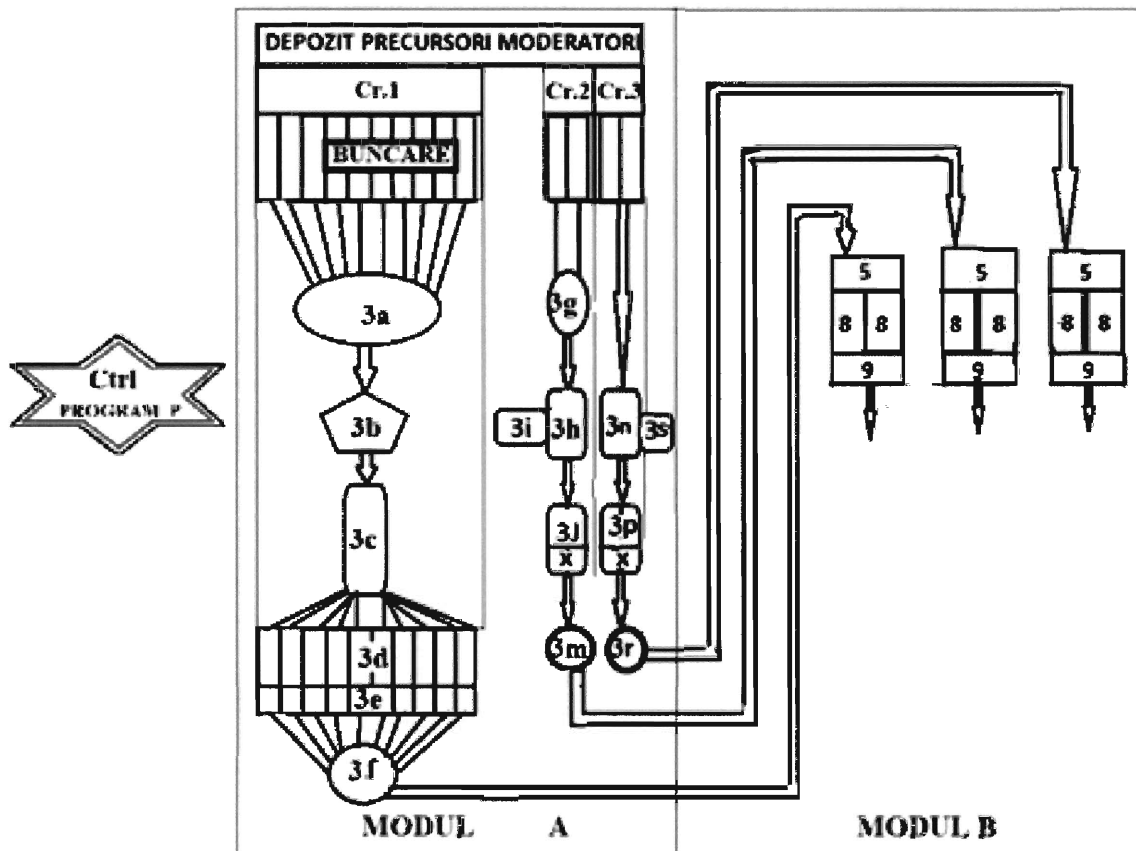 DEPOZIT PRECURSORI MODERATORI
Cr.1
Cr.2
Cr.3
BUNCARE
3a
3b
3c
3d
3e
3f
3g
3i
3h
3J
x
3m
3n
3s
3p
x
3r
Ctrl
PROGRAM P
5
8
8
9
5
8
8
9
5
8
8
9
MODUL A
MODUL B